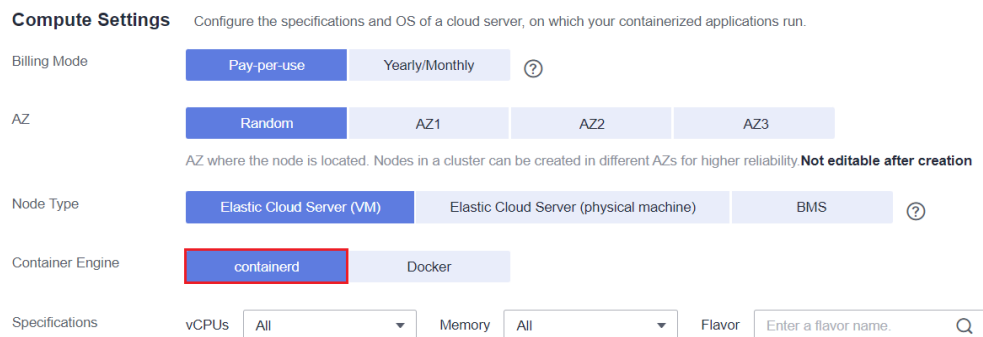 Compute Settings Configure the specifications and OS of a cloud server, on which your containerized applications run.
Billing Mode Pay-per-use Yearly/Monthly ?
AZ Random AZ1 AZ2 AZ3
AZ where the node is located. Nodes in a cluster can be created in different AZs for higher reliability.Not editable after creation
Node Type Elastic Cloud Server (VM) Elastic Cloud Server (physical machine) BMS ?
Container Engine containerd Docker
Specifications vCPUs All Memory All Flavor Enter a flavor name.